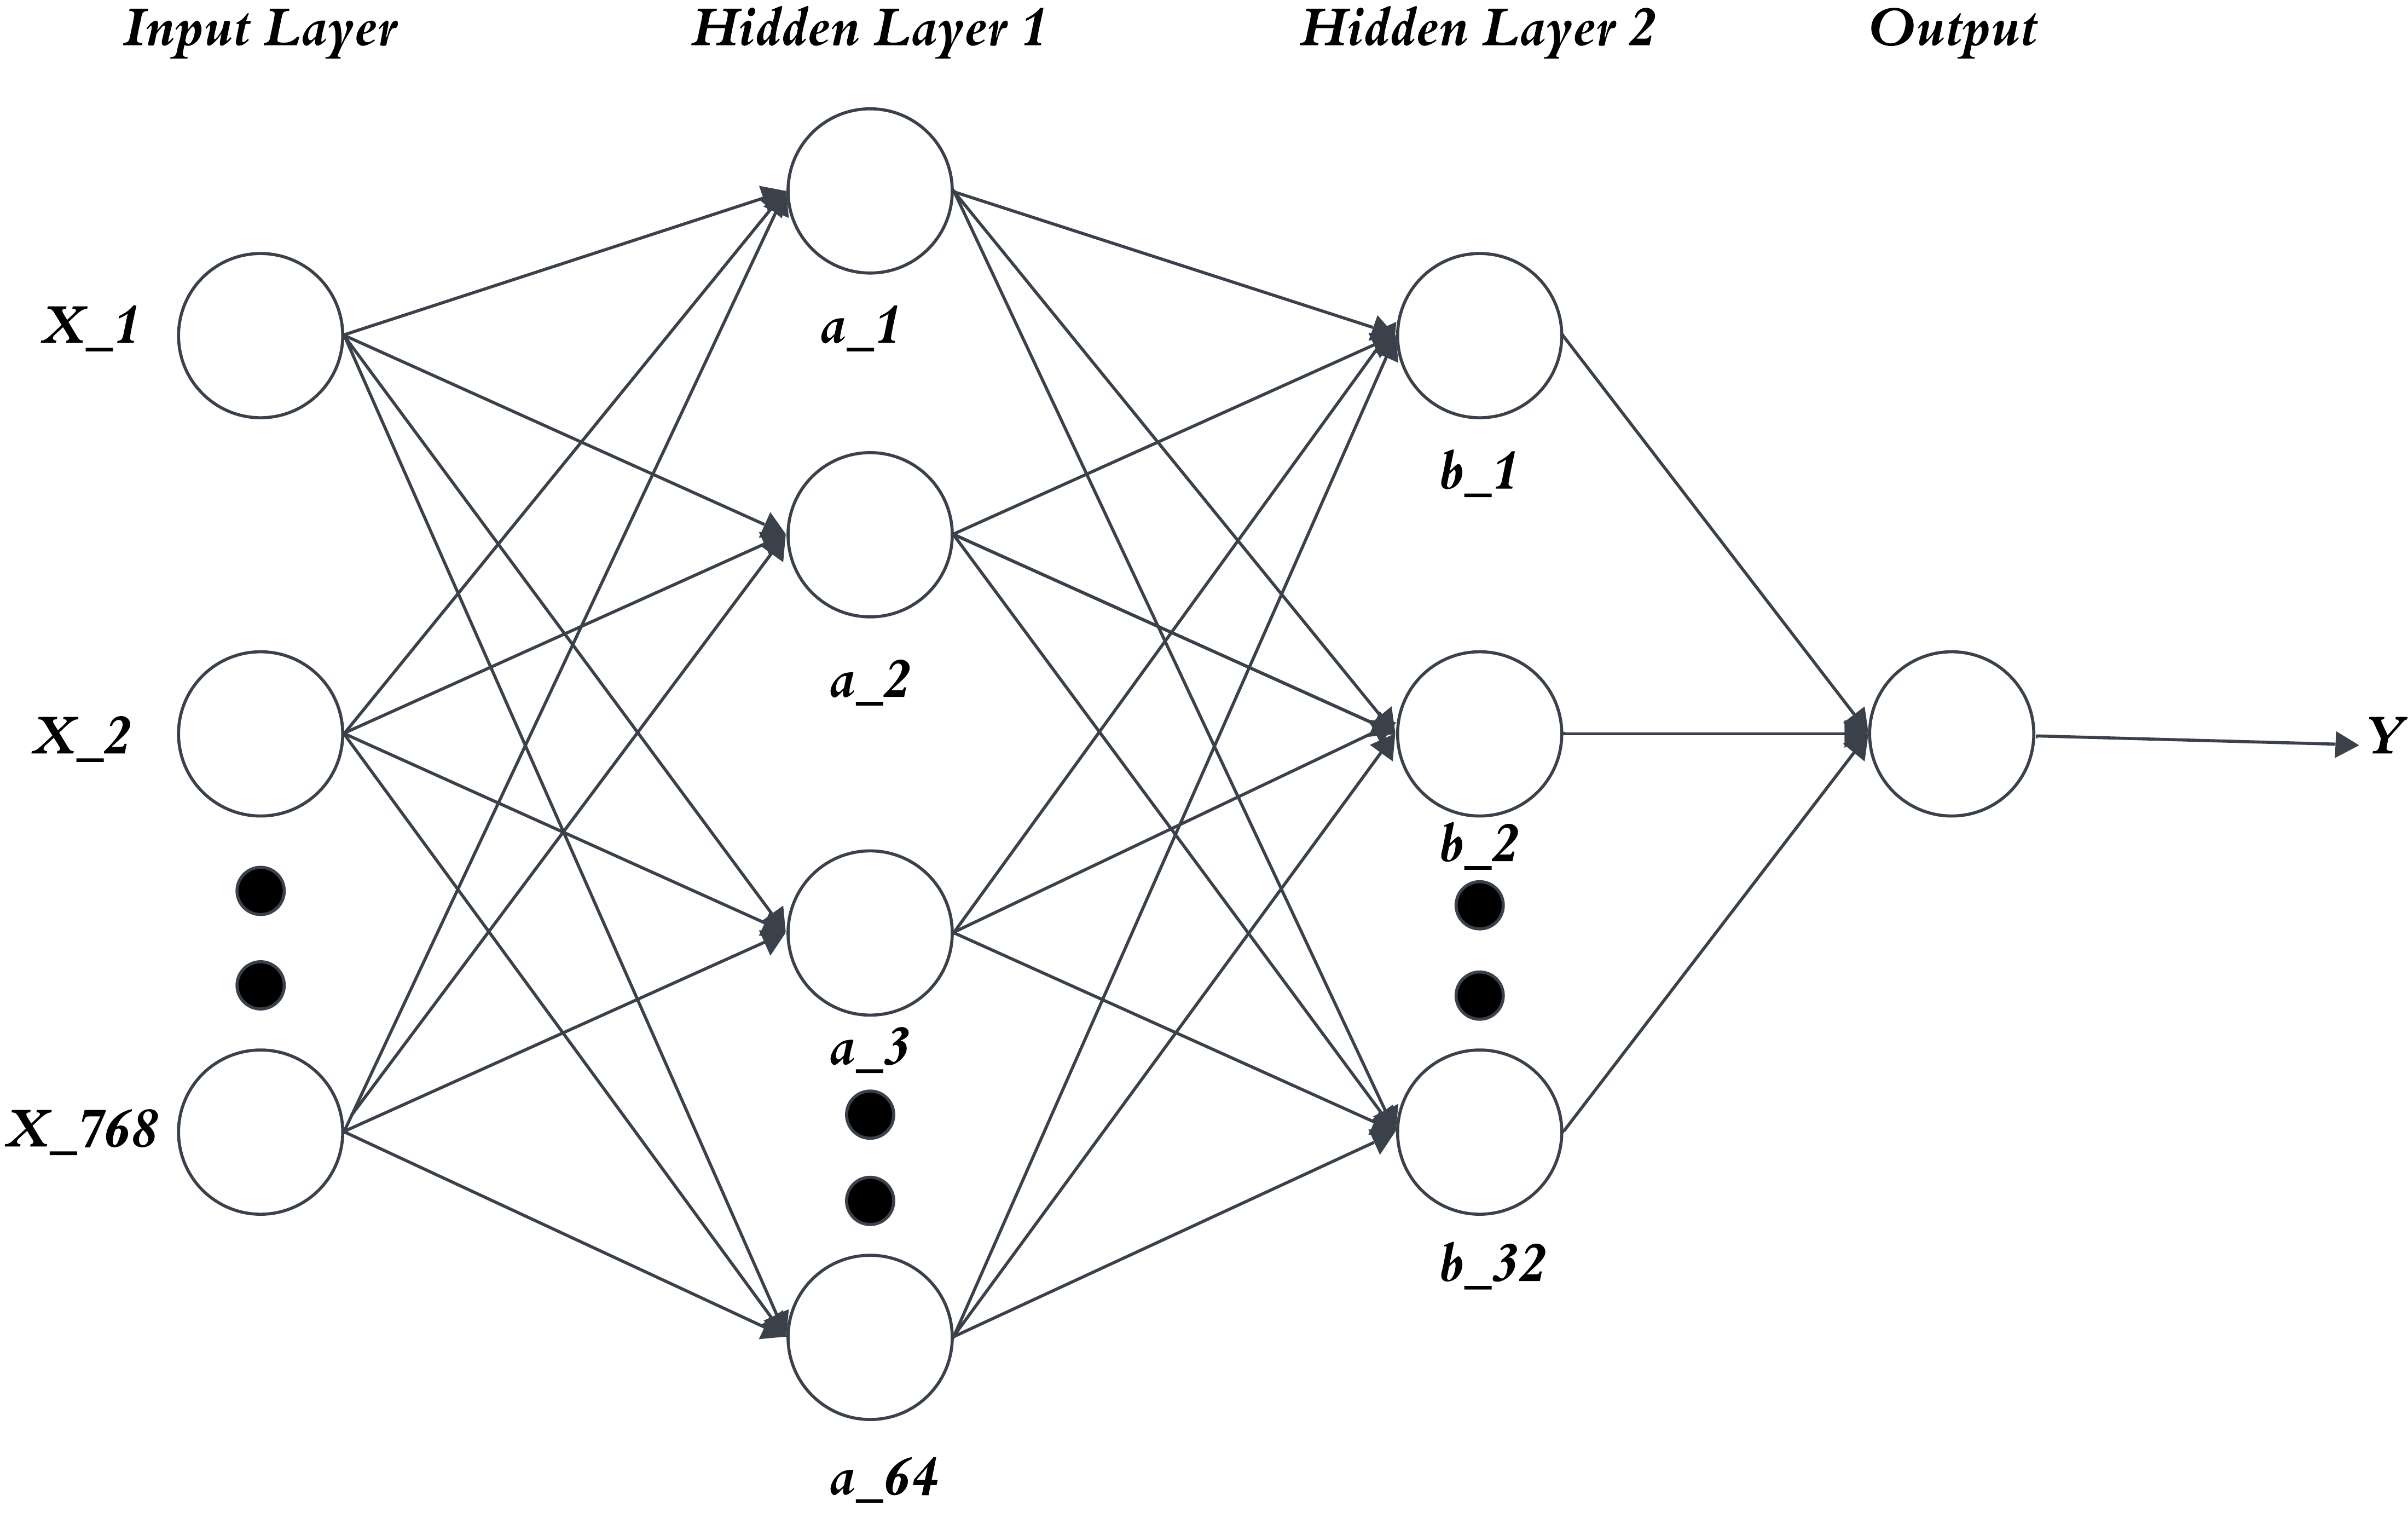 Input Layer
Hidden Layer 1
Hidden Layer 2
Output
X_1
X_2
X_768
a_1
a_2
a_3
a_64
b_1
b_2
b_32
Y